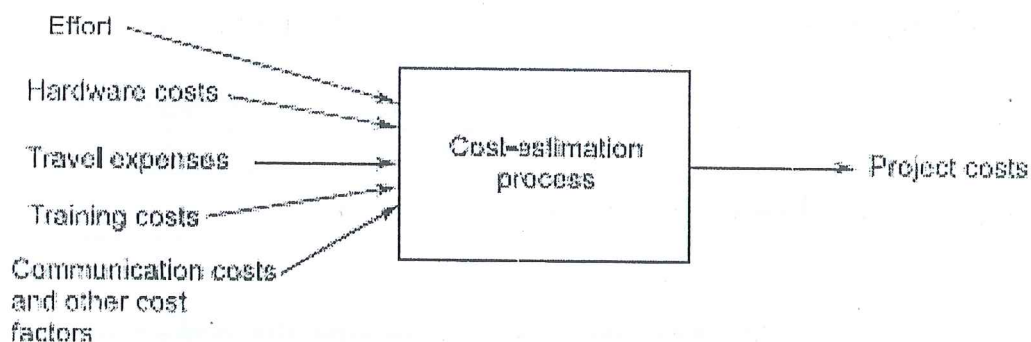 Effort
Hardware costs
Travel expenses
Training costs
Communication costs
and other cost
factors
Cost-estimation
process
Project costs